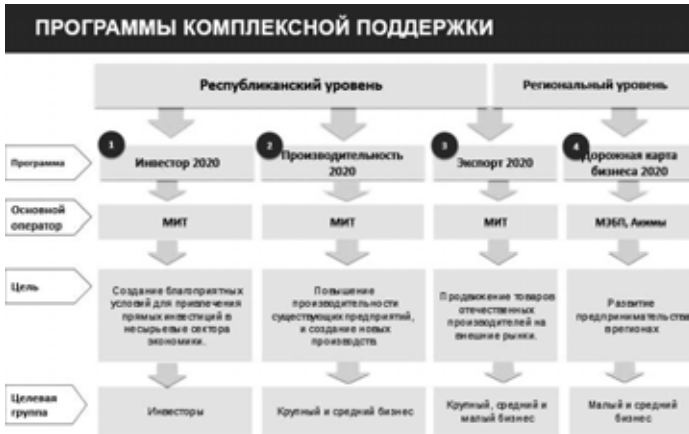 ПРОГРАММЫ КОМПЛЕКСНОЙ ПОДДЕРЖКИ
Республиканский уровень
Региональный уровень
Программа
1
Инвестор 2020
2
Производительность
2020
3
Экспорт 2020
4
Дорожная карта
бизнеса 2020
Основной
оператор
МИТ
МИТ
МИТ
МЭБП, Акимы
Цель
Создание благоприятных
условий для привлечения
прямых инвестиций в
несырьевые сектора
экономики.
Повышение
производительности
существующих предприятий,
и создание новых
производств.
Продвижение товаров
отечественных
производителей на
внешние рынки.
Развитие
предпринимательства
в регионах
Целевая
группа
Инвесторы
Крупный и средний бизнес
Крупный, средний и
малый бизнес
Малый и средний
бизнес